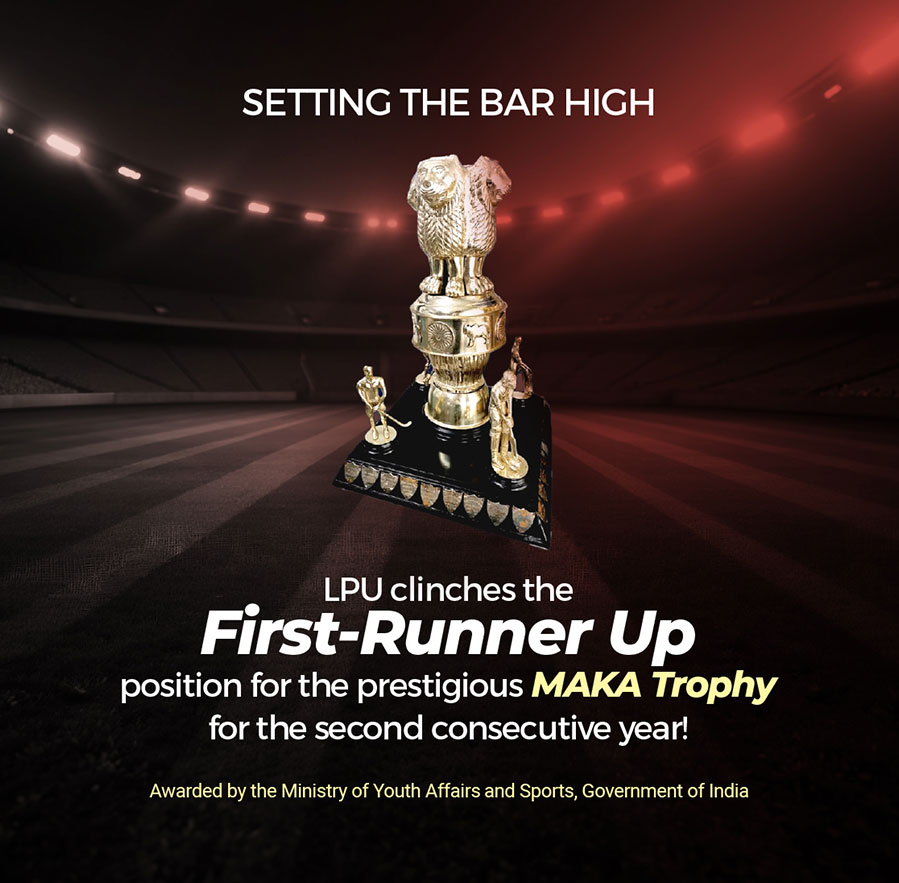 SETTING THE BAR HIGH
LPU clinches the
First-Runner Up
position for the prestigious MAKA Trophy
for the second consecutive year!
Awarded by the Ministry of Youth Affairs and Sports, Government of India